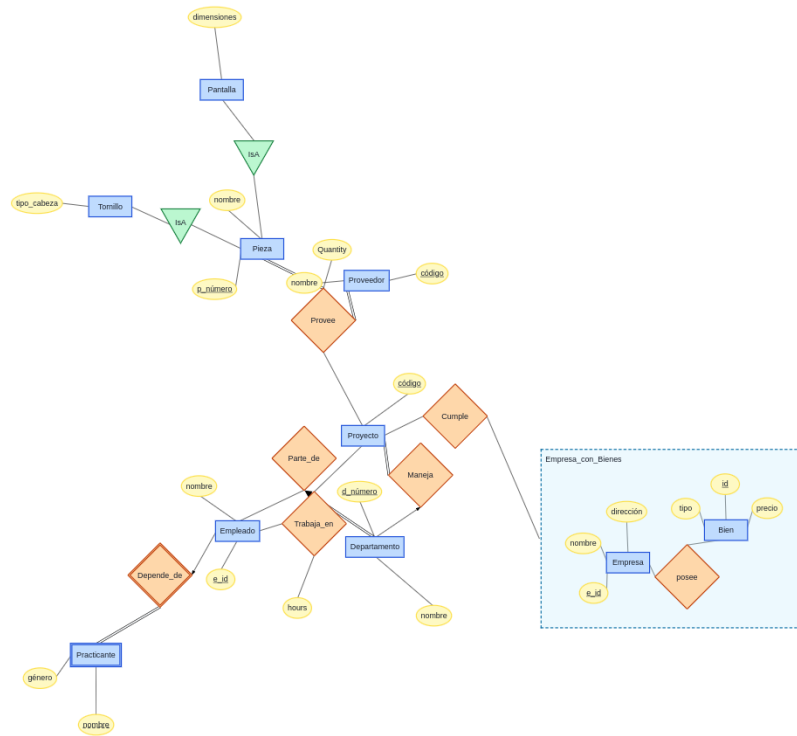 dimensiones
Pantalla
IsA
tipo_cabeza
Tornillo
IsA
nombre
Pieza
Quantity
p_número
nombre
Proveedor
código
Provee
código
Proyecto
Cumple
Parte_de
Maneja
nombre
d_número
Empleado
Trabaja_en
Departamento
Depende_de
e_id
hours
nombre
Practicante
género
nombre
Empresa_con_Bienes
id
dirección
tipo
precio
nombre
Bien
Empresa
posee
e_id